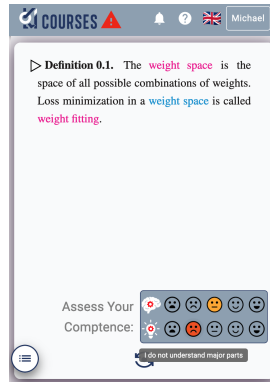 COURSES
Michael
Definition 0.1. The weight space is the
space of all possible combinations of weights.
Loss minimization in a weight space is called
weight fitting.
Assess Your
Comptence:
I do not understand major parts